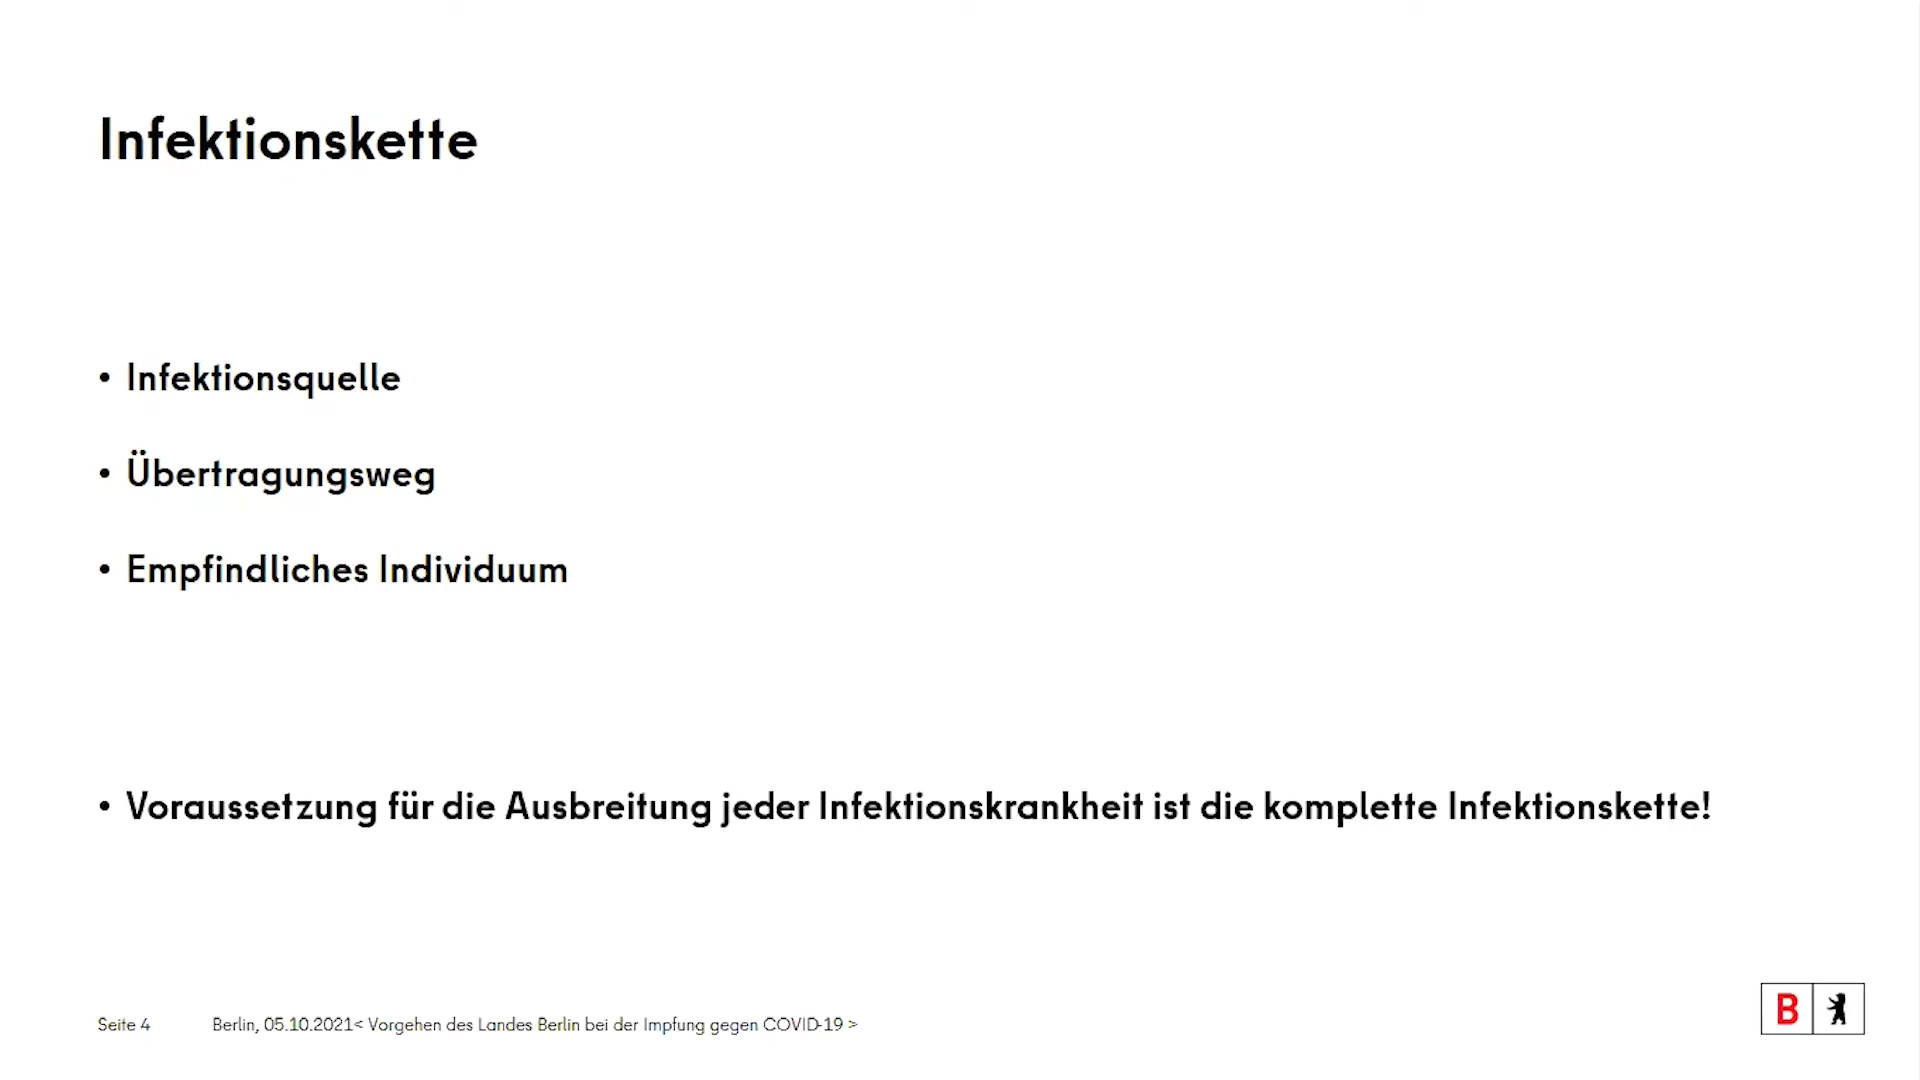 Infektionskette
• Infektionsquelle
• Übertragungsweg
• Empfindliches Individuum
• Voraussetzung für die Ausbreitung jeder Infektionskrankheit ist die komplette Infektionskette!
Seite 4 Berlin, 05.10.2021< Vorgehen des Landes Berlin bei der Impfung gegen COVID-19 >
B